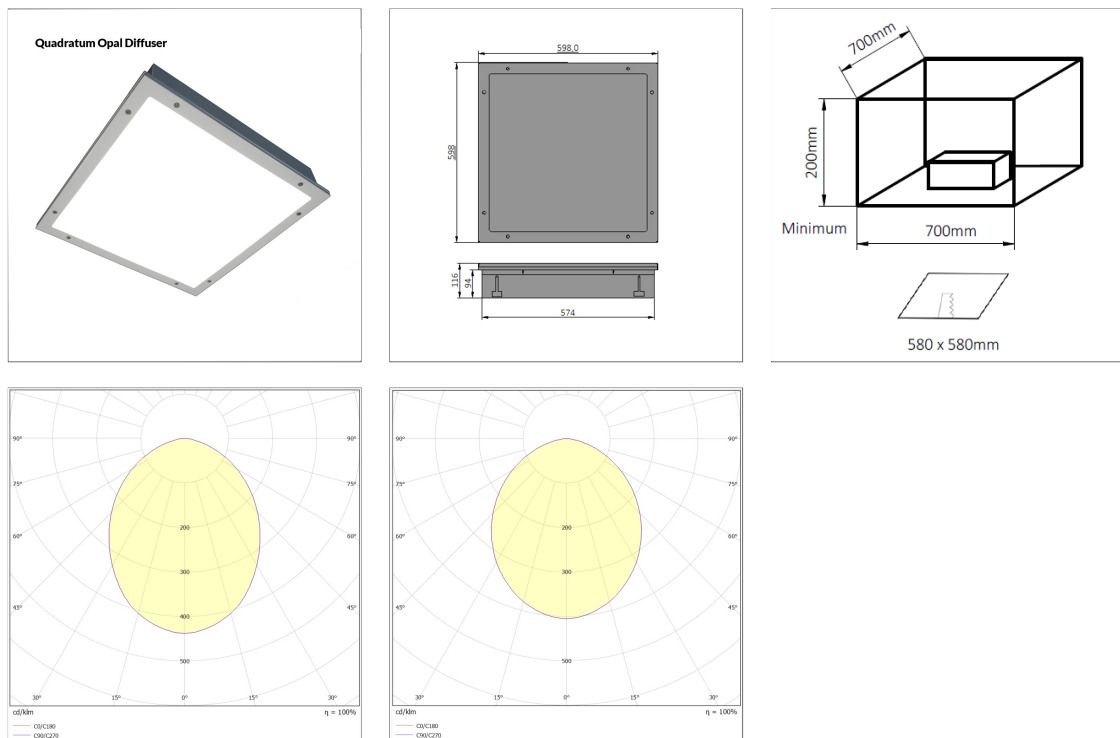 Quadratum Opal Diffuser
598,0
598
116
94
574
700mm
200mm
Minimum
700mm
580 x 580mm
90° 90°
75° 75°
200
60° 60°
300
45° 45°
400
500
30° 15° 0° 15° 30°
cd/klm η = 100%
C0/C180
C90/C270
90° 90°
75° 75°
200
60° 60°
300
45° 45°
500
30° 15° 0° 15° 30°
cd/klm η = 100%
C0/C180
C90/C270